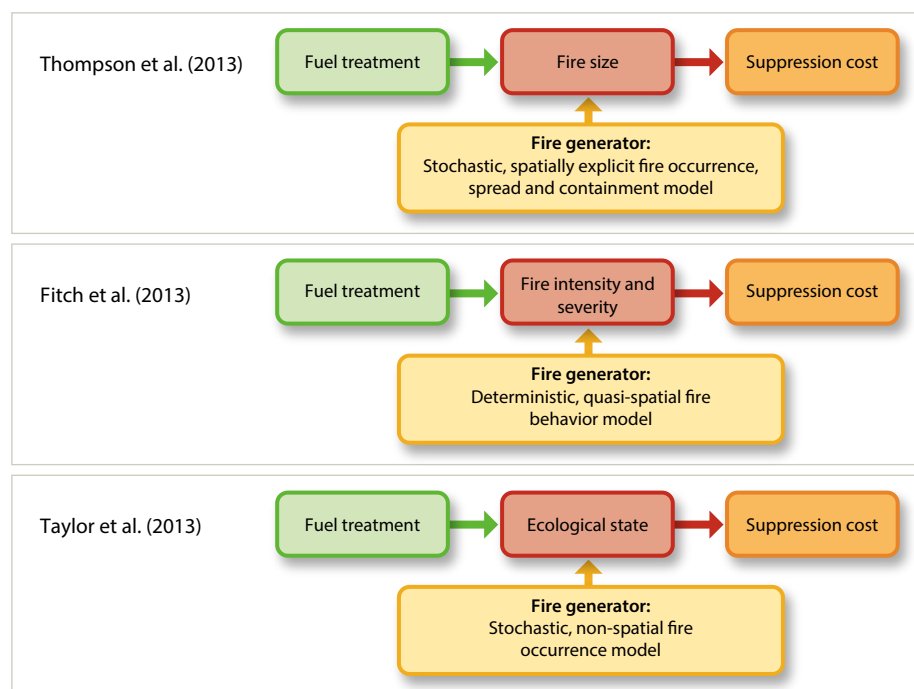 Thompson et al. (2013)
Fuel treatment
Fire size
Suppression cost
Fire generator:
Stochastic, spatially explicit fire occurrence,
spread and containment model
Fitch et al. (2013)
Fuel treatment
Fire intensity and
severity
Suppression cost
Fire generator:
Deterministic, quasi-spatial fire
behavior model
Taylor et al. (2013)
Fuel treatment
Ecological state
Suppression cost
Fire generator:
Stochastic, non-spatial fire
occurrence model